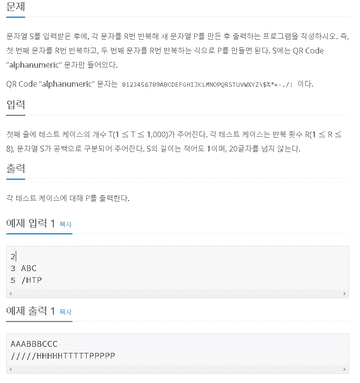 문제
문자열 S를 입력받은 후에, 각 문자를 R번 반복해 새 문자열 P를 만든 후 출력하는 프로그램을 작성하시오. 즉,
첫 번째 문자를 R번 반복하고, 두 번째 문자를 R번 반복하는 식으로 P를 만들면 된다. S에는 QR Code
"alphanumeric" 문자만 들어있다.
QR Code "alphanumeric" 문자는 0123456789ABCDEFGHIJKLMNOPQRSTUVWXYZ\$%*+-./: 이다.
입력
첫째 줄에 테스트 케이스의 개수 T(1 ≤ T ≤ 1,000)가 주어진다. 각 테스트 케이스는 반복 횟수 R(1 ≤ R ≤
8), 문자열 S가 공백으로 구분되어 주어진다. S의 길이는 적어도 1이며, 20글자를 넘지 않는다.
출력
각 테스트 케이스에 대해 P를 출력한다.
예제 입력 1 복사
2
3 ABC
5 /HTP
예제 출력 1 복사
AAABBBCCC
/////HHHHHTTTTTPPPPP